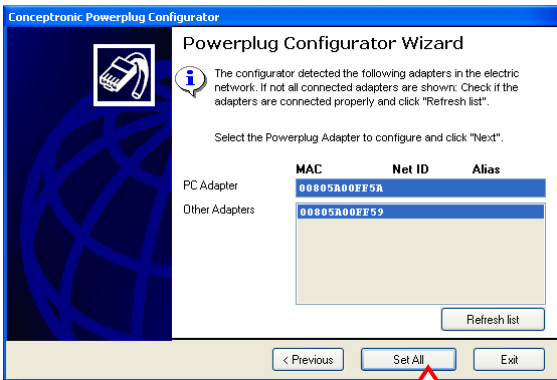 Conceptronic Powerplug Configurator
Powerplug Configurator Wizard
The configurator detected the following adapters in the electric
network. If not all connected adapters are shown: Check if the
adapters are connected properly and click "Refresh list".
Select the Powerplug Adapter to configure and click "Next".
MAC Net ID Alias
PC Adapter 00805A00FF5A
Other Adapters 00805A00FF59
Refresh list
< Previous Set All Exit